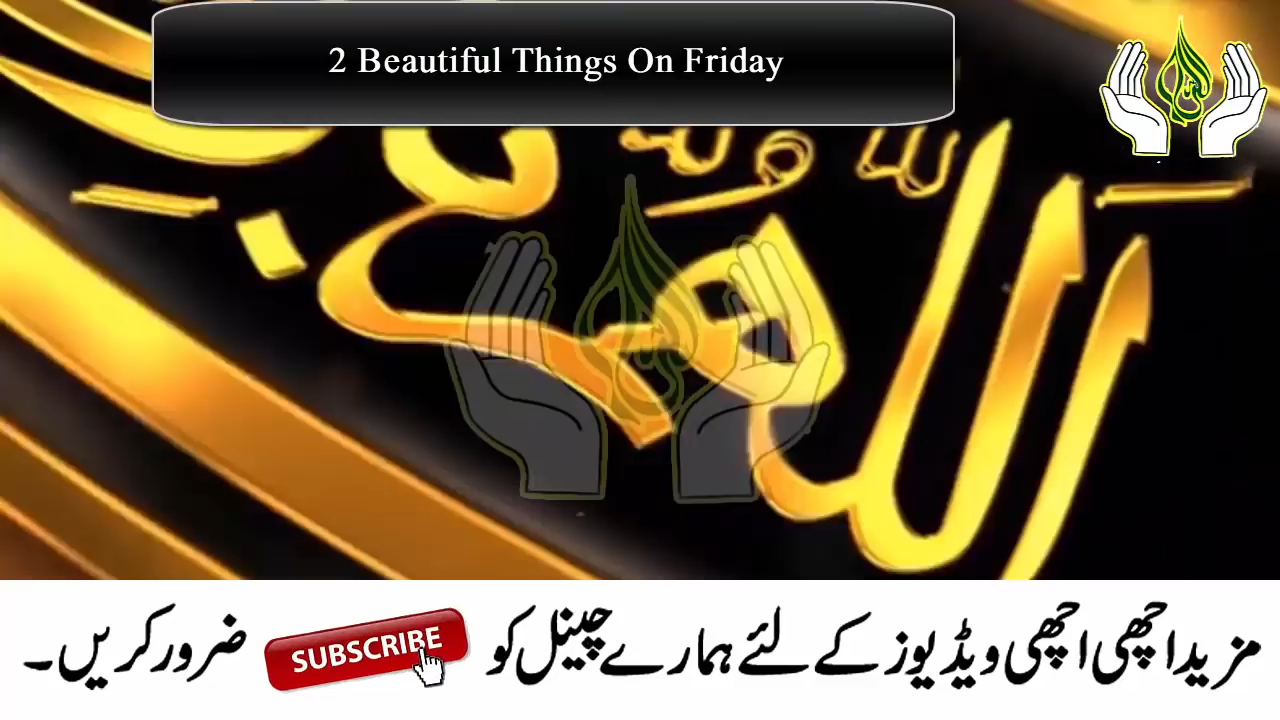 2 Beautiful Things On Friday
مزید اچھی اچھی ویڈیوز کے لئے ہمارے چینل کو SUBSCRIBE ضرور کریں۔